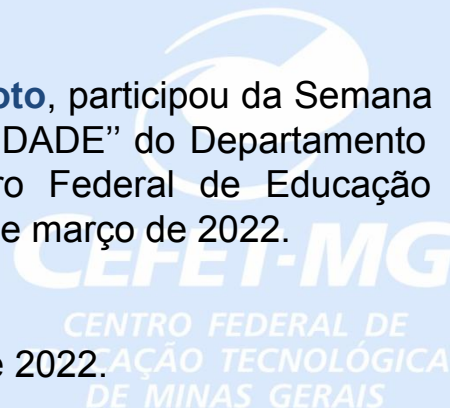 oto, participou da Semana
DADE’’ do Departamento
ro Federal de Educação
e março de 2022.
CEFET-MG
CENTRO FEDERAL DE
EDUCAÇÃO TECNOLÓGICA
e 2022.
DE MINAS GERAIS